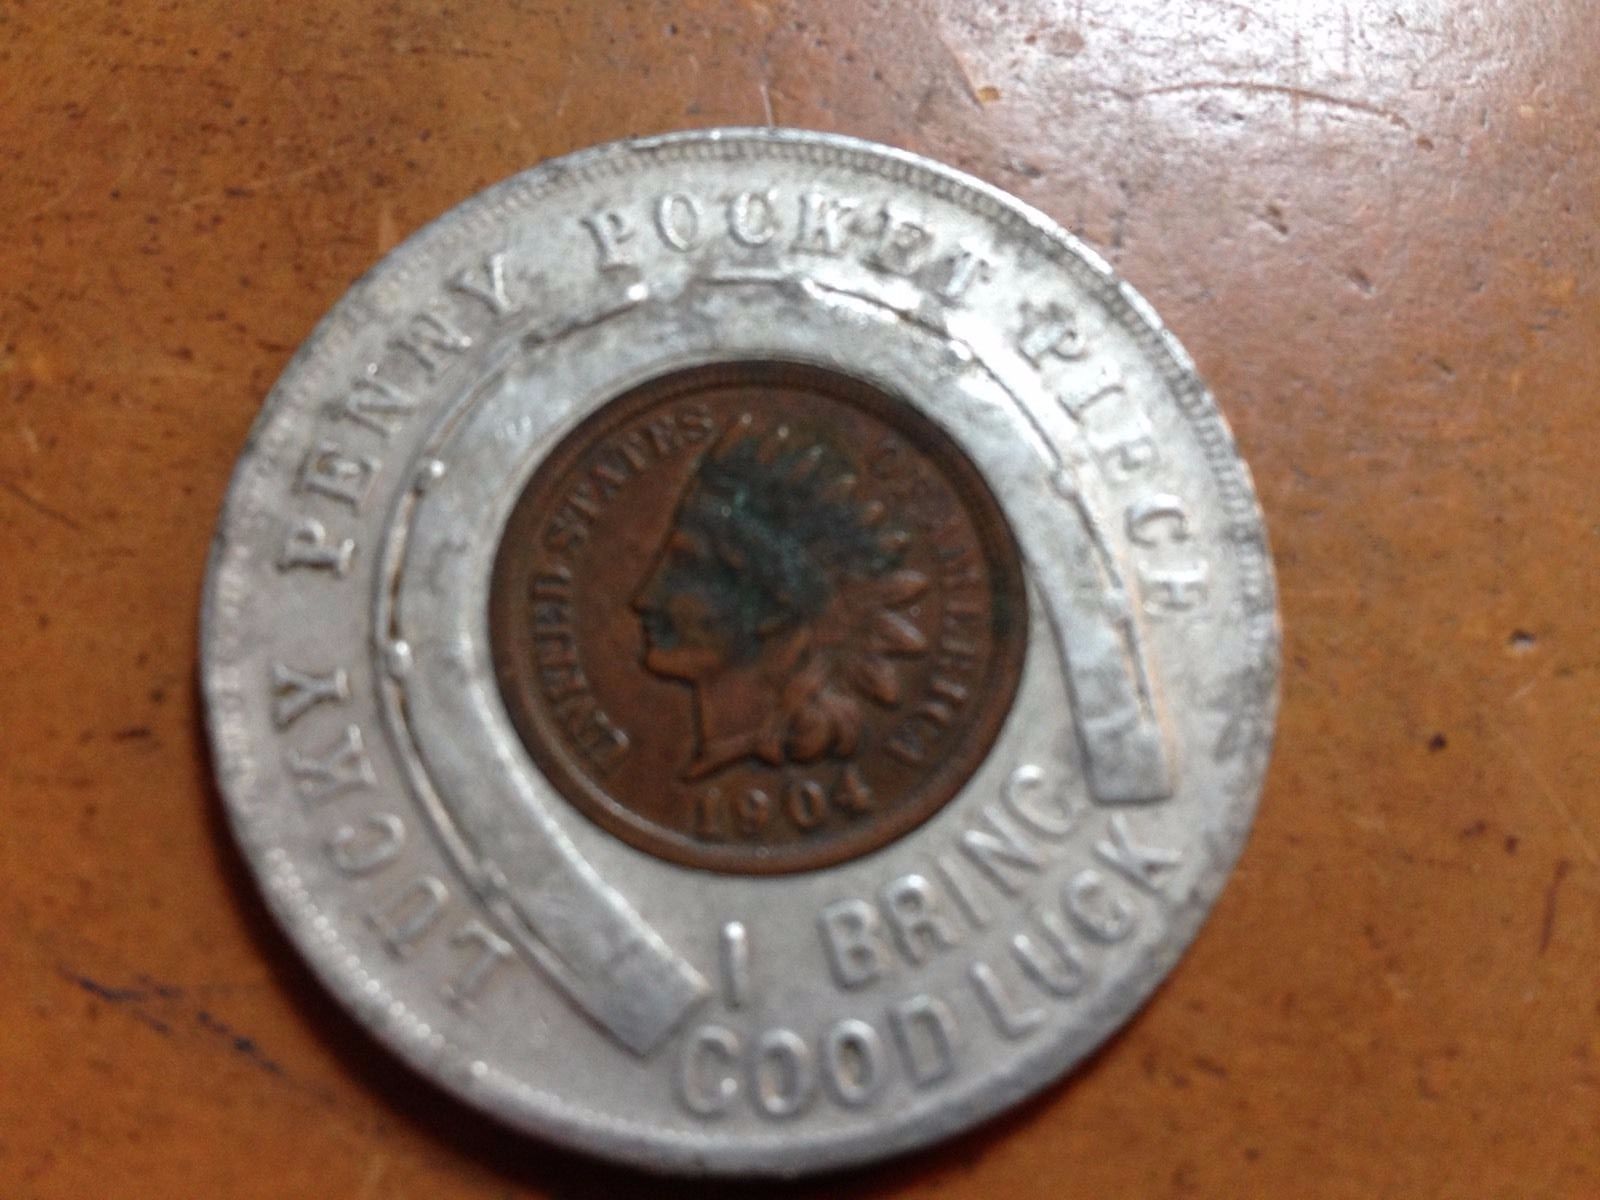 LUCKY PENNY POCKET PIECE
UNITED STATES OF AMERICA
1904
I BRING
GOOD LUCK